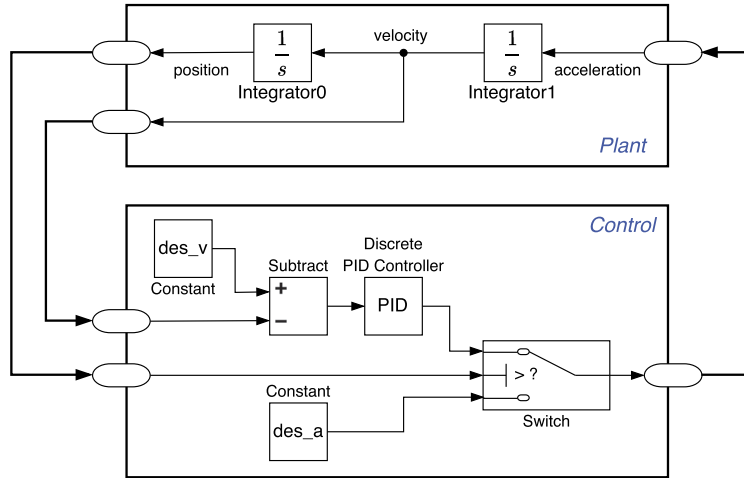 velocity
1
s
1
s
position
acceleration
Integrator0
Integrator1
Plant
Control
des_v
Discrete
Subtract
PID Controller
Constant
+
PID
−
> ?
Constant
des_a
Switch